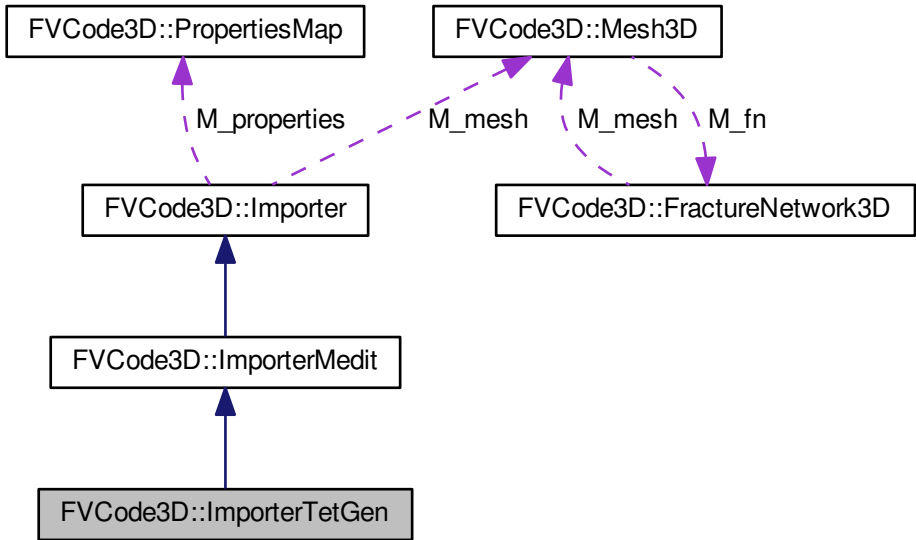 FVCode3D::PropertiesMap
FVCode3D::Mesh3D
M_properties
M_mesh
M_mesh
M_fn
FVCode3D::Importer
FVCode3D::FractureNetwork3D
FVCode3D::ImporterMedit
FVCode3D::ImporterTetGen